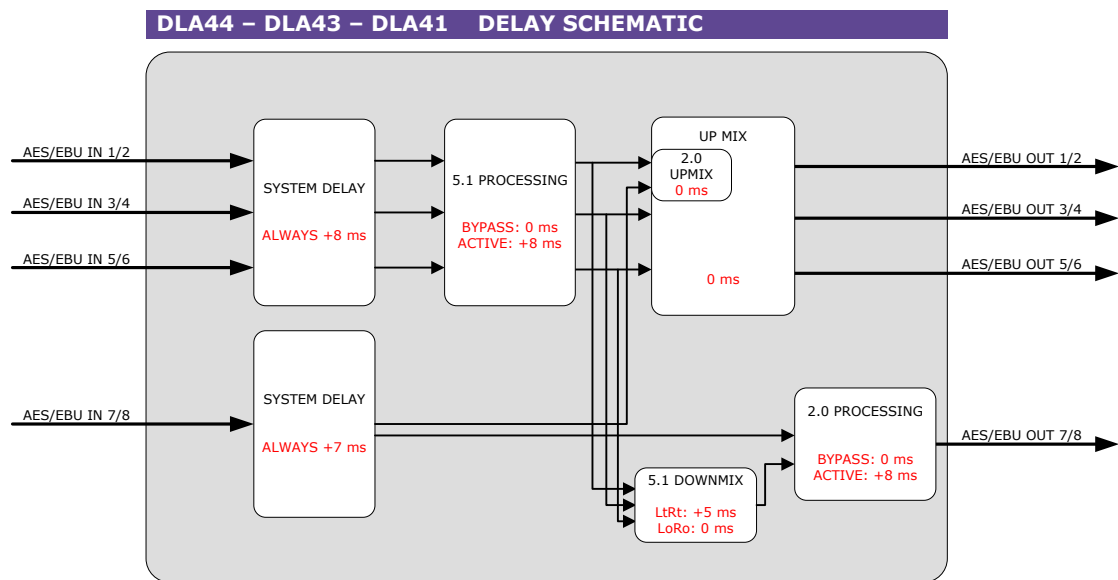 DLA44 – DLA43 – DLA41 DELAY SCHEMATIC
AES/EBU IN 1/2
AES/EBU IN 3/4
AES/EBU IN 5/6
AES/EBU IN 7/8
SYSTEM DELAY
ALWAYS +8 ms
5.1 PROCESSING
BYPASS: 0 ms
ACTIVE: +8 ms
UP MIX
2.0
UPMIX
0 ms
0 ms
AES/EBU OUT 1/2
AES/EBU OUT 3/4
AES/EBU OUT 5/6
SYSTEM DELAY
ALWAYS +7 ms
5.1 DOWNMIX
LtRt: +5 ms
LoRo: 0 ms
2.0 PROCESSING
BYPASS: 0 ms
ACTIVE: +8 ms
AES/EBU OUT 7/8